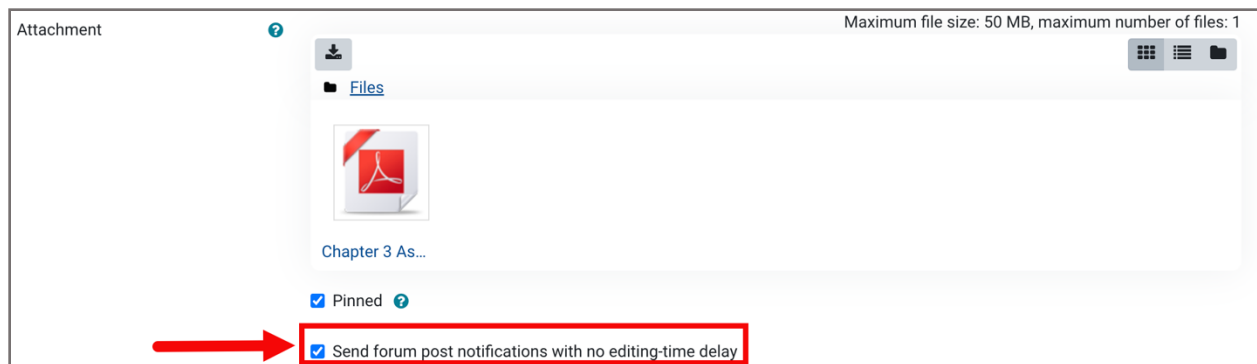 Maximum file size: 50 MB, maximum number of files: 1
Attachment
Files
Chapter 3 As...
Pinned
Send forum post notifications with no editing-time delay